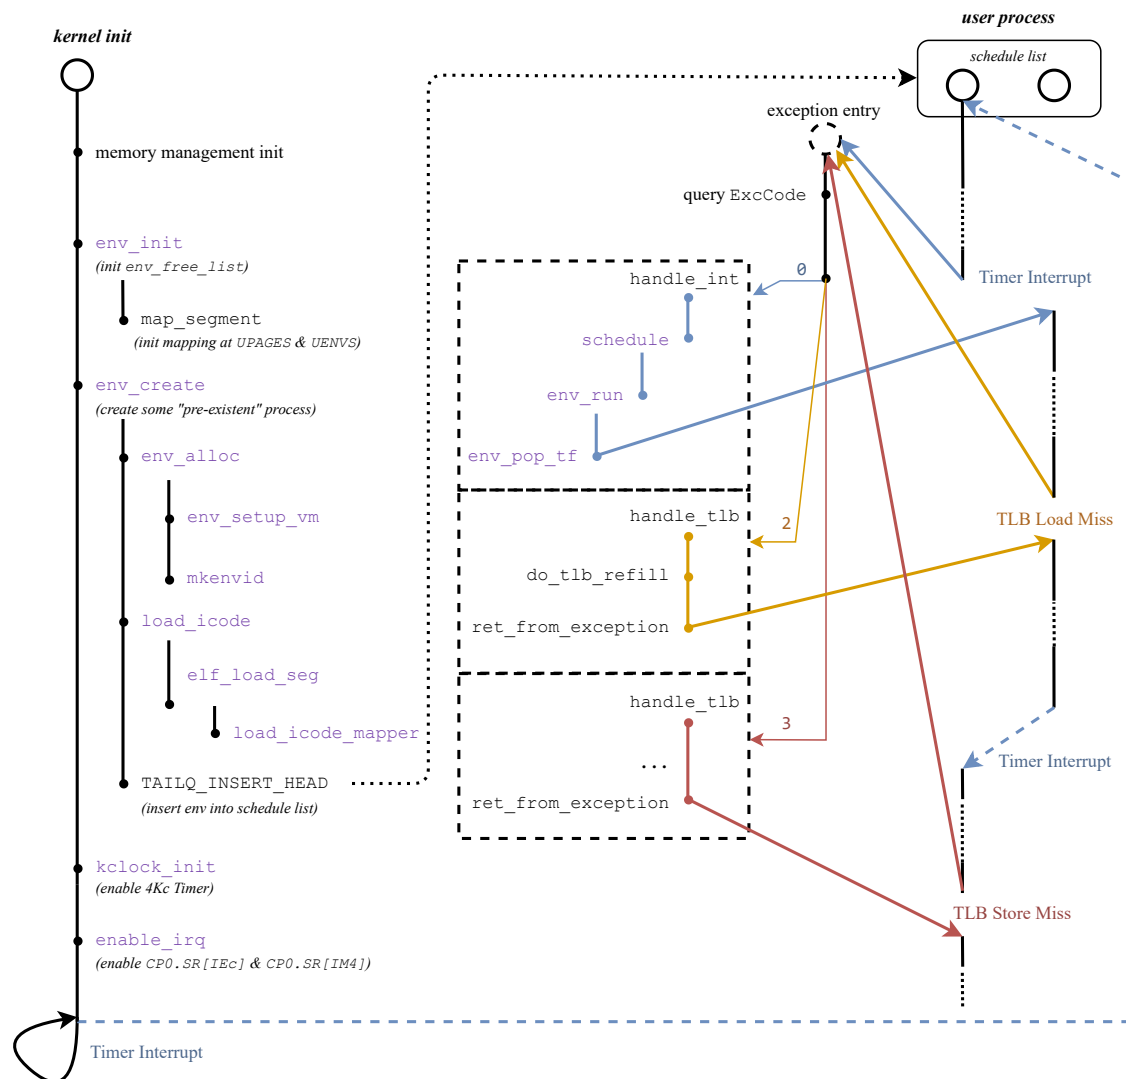 kernel init
memory management init
env_init
(init env_free_list)
map_segment
(init mapping at UPAGES & UENVS)
env_create
(create some "pre-existent" process)
env_alloc
env_setup_vm
mkenvid
load_icode
elf_load_seg
load_icode_mapper
TAILQ_INSERT_HEAD
(insert env into schedule list)
kclock_init
(enable 4Kc Timer)
enable_irq
(enable CP0.SR[IEc] & CP0.SR[IM4])
Timer Interrupt
exception entry
query ExcCode
0
handle_int
schedule
env_run
env_pop_tf
2
handle_tlb
do_tlb_refill
ret_from_exception
3
handle_tlb
...
ret_from_exception
user process
schedule list
Timer Interrupt
TLB Load Miss
Timer Interrupt
TLB Store Miss